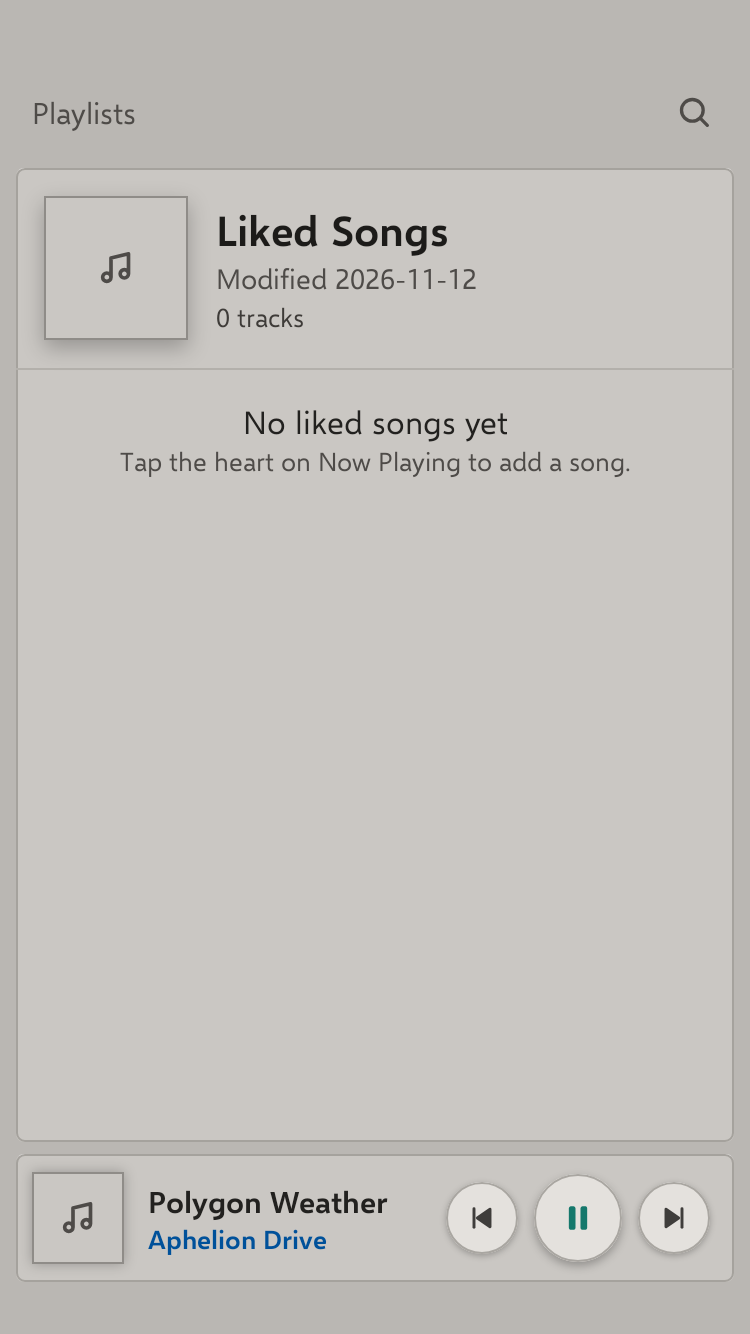 Playlists
Liked Songs
Modified 2026-11-12
0 tracks
No liked songs yet
Tap the heart on Now Playing to add a song.
Polygon Weather
Aphelion Drive